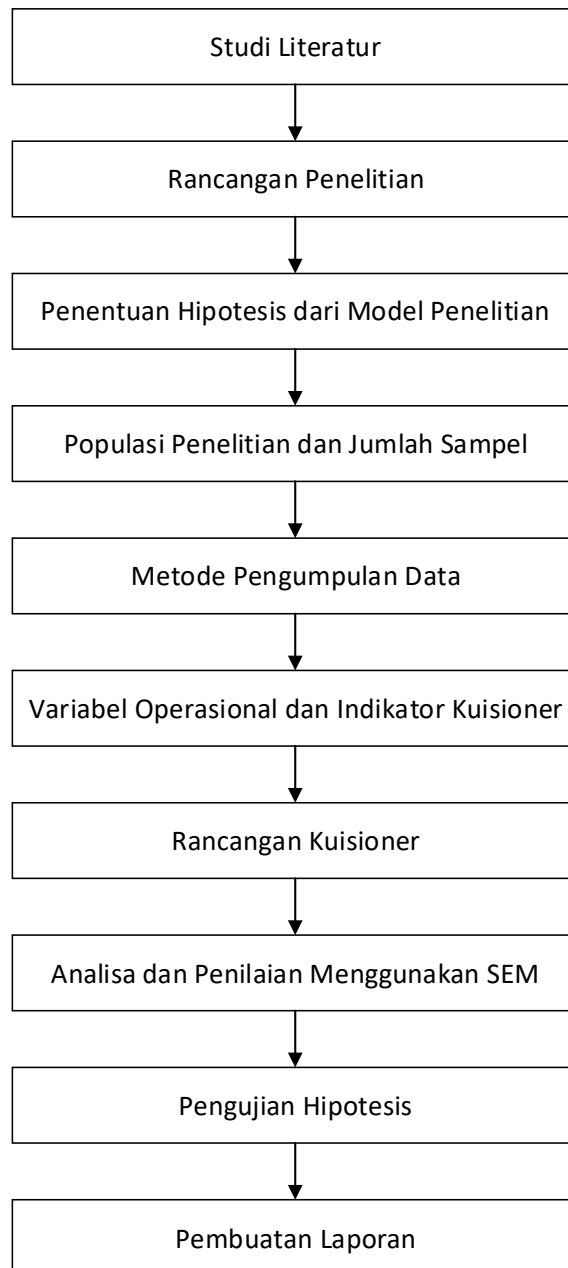 Studi Literatur
Rancangan Penelitian
Penentuan Hipotesis dari Model Penelitian
Populasi Penelitian dan Jumlah Sampel
Metode Pengumpulan Data
Variabel Operasional dan Indikator Kuisioner
Rancangan Kuisioner
Analisa dan Penilaian Menggunakan SEM
Pengujian Hipotesis
Pembuatan Laporan